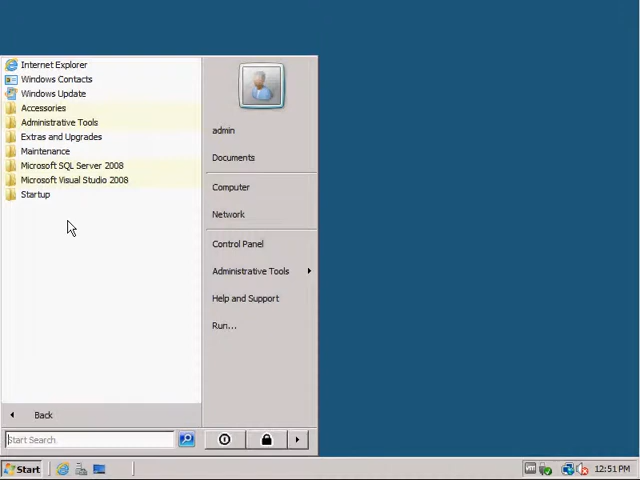 Internet Explorer
Windows Contacts
Windows Update
Accessories
Administrative Tools
Extras and Upgrades
Maintenance
Microsoft SQL Server 2008
Microsoft Visual Studio 2008
Startup
Back
Start Search
admin
Documents
Computer
Network
Control Panel
Administrative Tools
Help and Support
Run...
Start
vm
12:51 PM